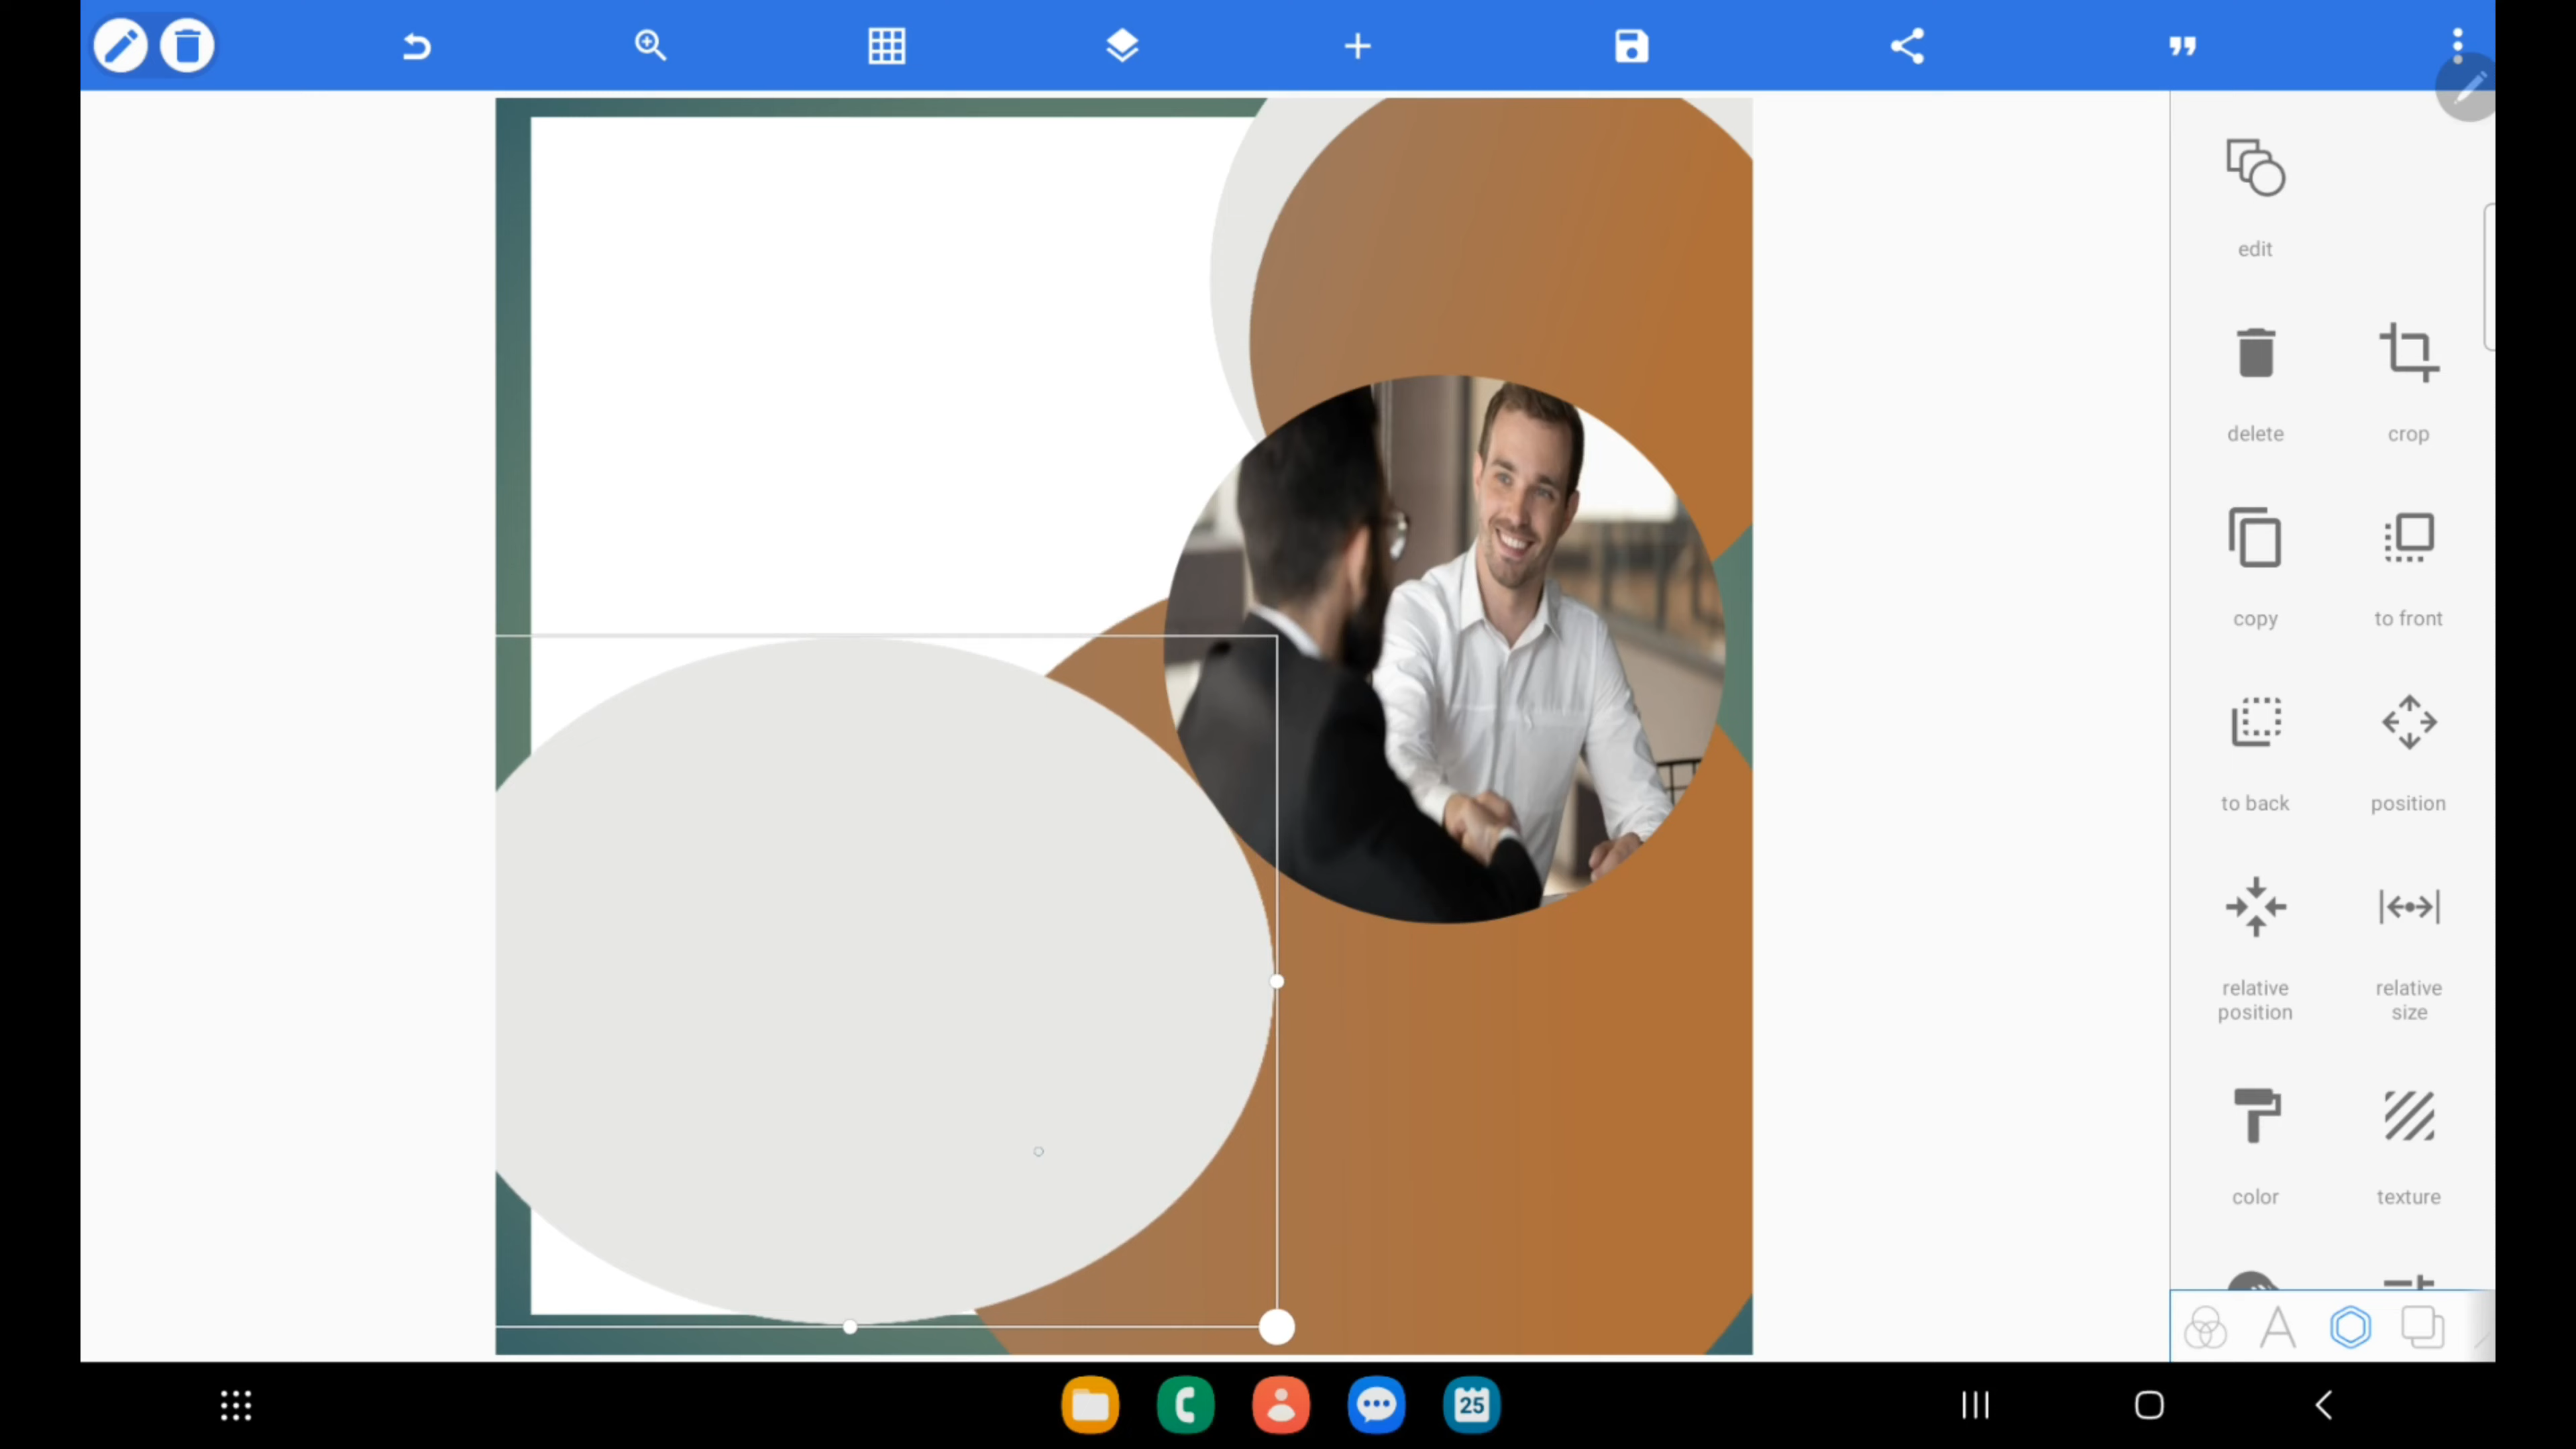 edit
delete crop
copy to front
to back position
relative position
relative size
color texture
25